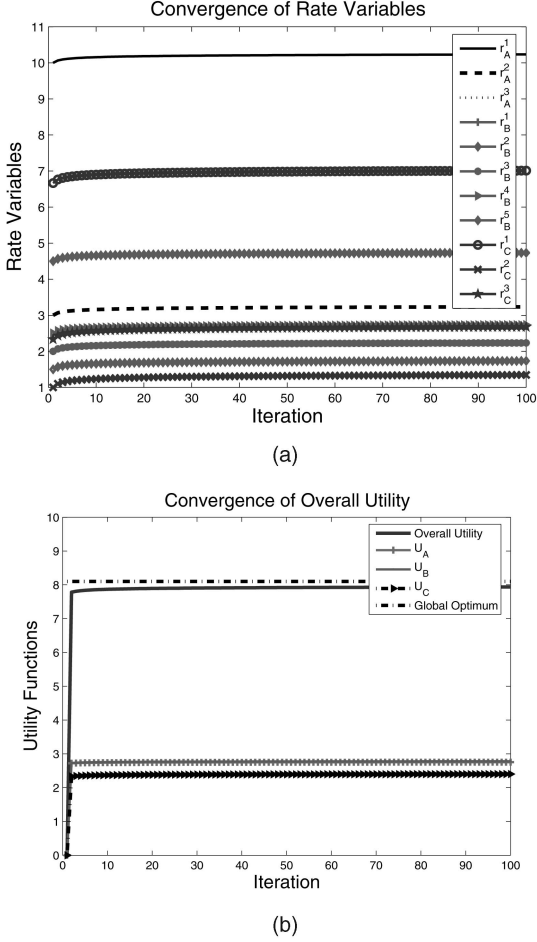 Convergence of Rate Variables
Rate Variables
11
10
9
8
7
6
5
4
3
2
1
0 10 20 30 40 50 60 70 80 90 100
Iteration
r_A^1
r_A^2
r_A^3
r_B^1
r_B^2
r_B^3
r_B^4
r_B^5
r_C^1
r_C^2
r_C^3
(a)
Convergence of Overall Utility
Utility Functions
10
9
8
7
6
5
4
3
2
1
0
0 10 20 30 40 50 60 70 80 90 100
Iteration
Overall Utility
U_A
U_B
U_C
Global Optimum
(b)